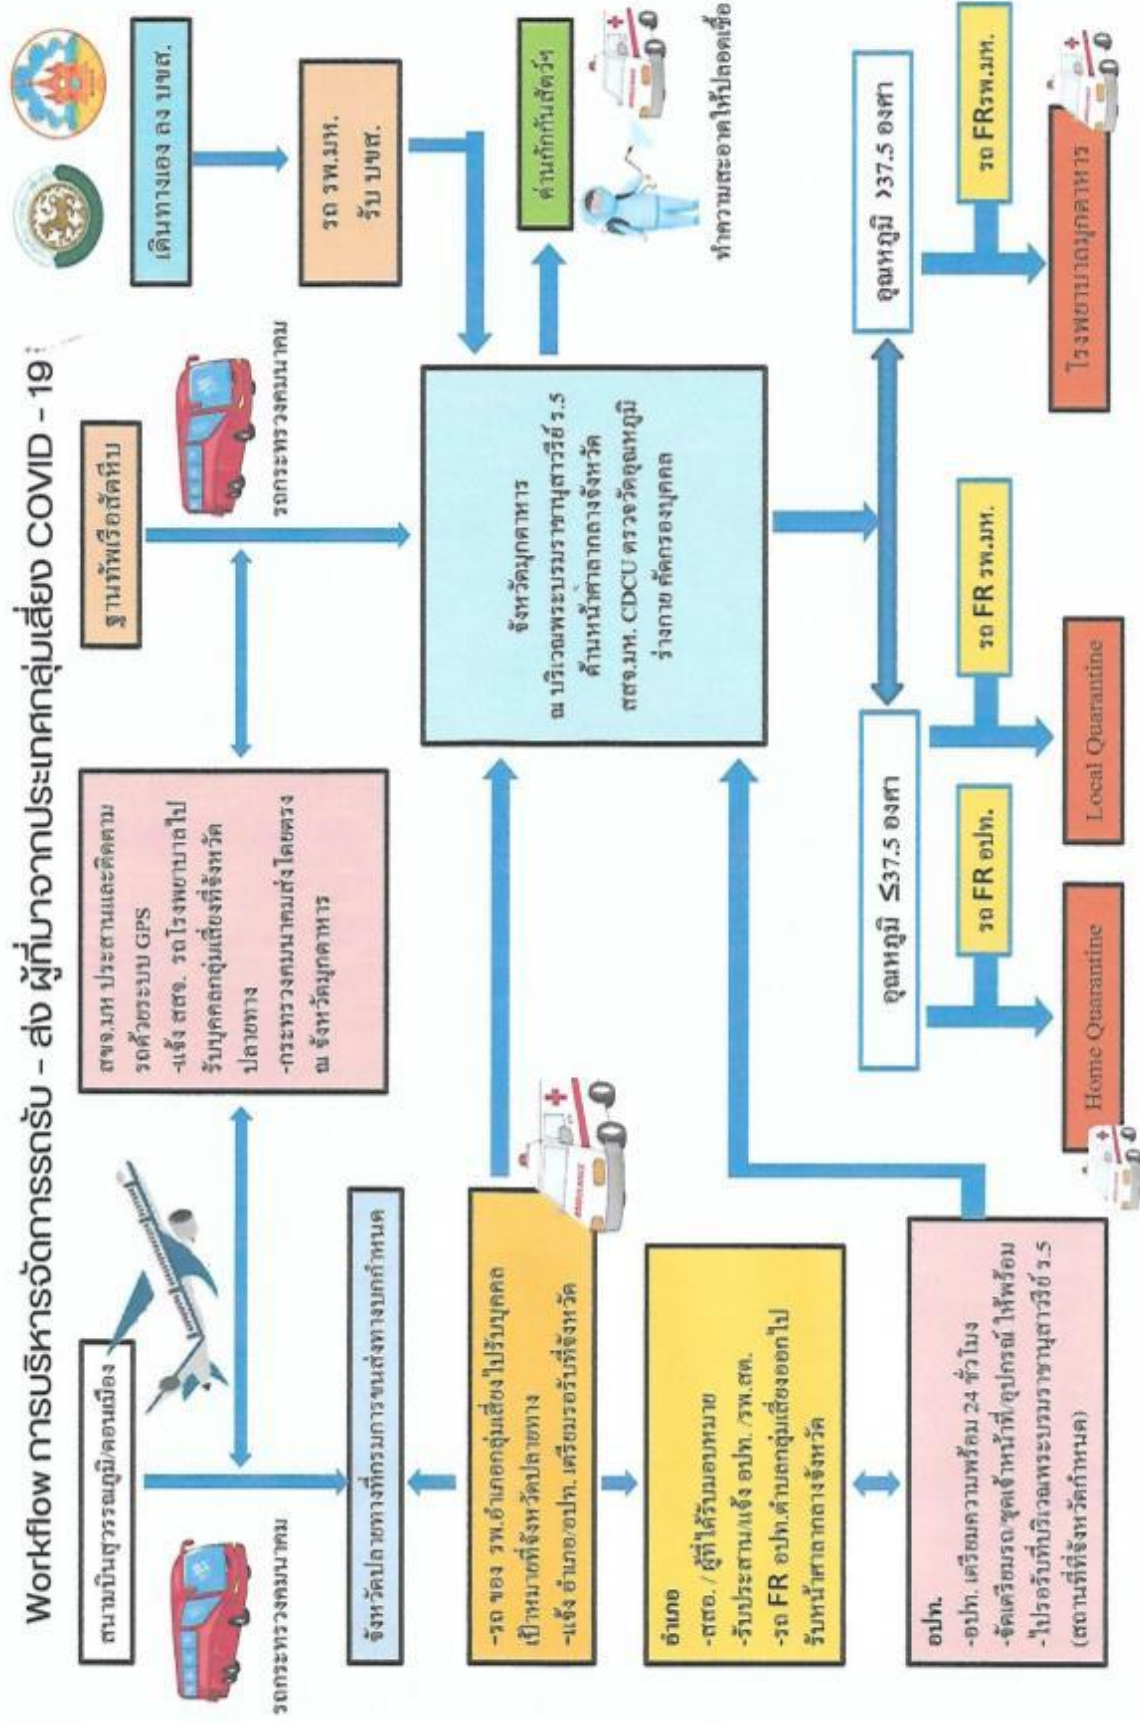 Workflow การบริหารจัดการรถรับ - ส่ง ผู้ที่มาจากประเทศกลุ่มเสี่ยง COVID - 19
สนามบินสุวรรณภูมิ/ดอนเมือง
รถกระทรวงคมนาคม
จังหวัดปลายทางที่กรมการขนส่งทางบกกำหนด
-รถ ของ รพ.อำเภอกลุ่มเสี่ยงไปรับบุคคล
เป้าหมายที่จังหวัดปลายทาง
-แจ้ง อำเภอ/อปท. เตรียมรอรับที่จังหวัด
AMBULANCE
อำเภอ
-สสอ. / ผู้ที่ได้รับมอบหมาย
-รับประสาน/แจ้ง อปท. /รพ.สต.
-รถ FR อปท.ตำบลกลุ่มเสี่ยงออกไป
รับหน้าศาลากลางจังหวัด
อปท.
-อปท. เตรียมความพร้อม 24 ชั่วโมง
-จัดเตรียมรถ/ชุดเจ้าหน้าที่/อุปกรณ์ ให้พร้อม
-ไปรอรับที่บริเวณพระบรมราชานุสาวรีย์ ร.5
(สถานที่ที่จังหวัดกำหนด)
สขจ.มห ประสานและติดตาม
รถด้วยระบบ GPS
-แจ้ง สสจ. รถโรงพยาบาลไป
รับบุคคลกลุ่มเสี่ยงที่จังหวัด
ปลายทาง
-กระทรวงคมนาคมส่งโดยตรง
ณ จังหวัดมุกดาหาร
ฐานทัพเรือสัตหีบ
รถกระทรวงคมนาคม
เดินทางเอง ลง บขส.
รถ รพ.มห.
รับ บขส.
จังหวัดมุกดาหาร
ณ บริเวณพระบรมราชานุสาวรีย์ ร.5
ด้านหน้าศาลากลางจังหวัด
สสจ.มห. CDCU ตรวจวัดอุณหภูมิ
ร่างกาย คัดกรองบุคคล
ด่านกักกันสัตว์ฯ
ทำความสะอาดให้ปลอดเชื้อ
อุณหภูมิ ≤37.5 องศา
อุณหภูมิ >37.5 องศา
รถ FR อปท.
รถ FR รพ.มห.
รถ FRรพ.มห.
Home Quarantine
Local Quarantine
โรงพยาบาลมุกดาหาร